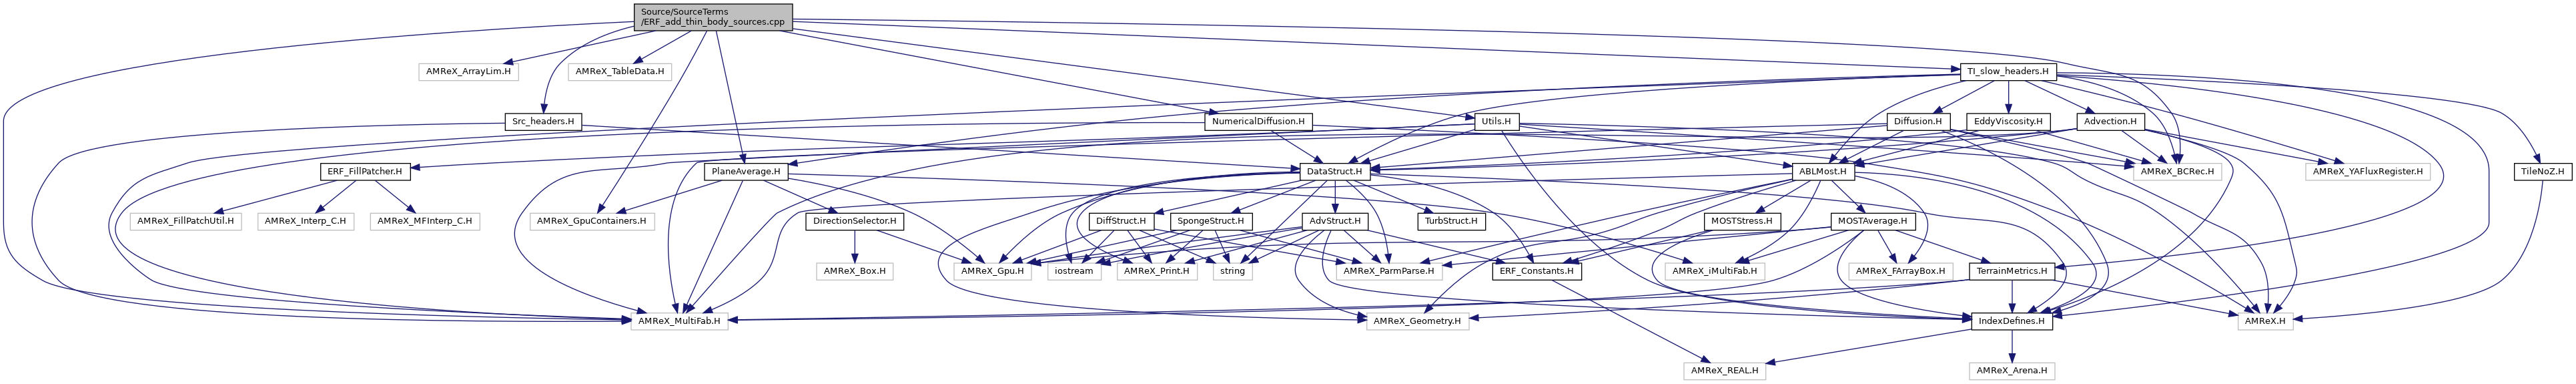 Source/SourceTerms
/ERF_add_thin_body_sources.cpp
AMReX_ArrayLim.H
AMReX_TableData.H
TI_slow_headers.H
Src_headers.H
NumericalDiffusion.H
Utils.H
Diffusion.H
EddyViscosity.H
Advection.H
ERF_FillPatcher.H
PlaneAverage.H
DataStruct.H
ABLMost.H
AMReX_BCRec.H
AMReX_YAFluxRegister.H
TileNoZ.H
AMReX_FillPatchUtil.H
AMReX_Interp_C.H
AMReX_MFInterp_C.H
AMReX_GpuContainers.H
DirectionSelector.H
DiffStruct.H
SpongeStruct.H
AdvStruct.H
TurbStruct.H
MOSTStress.H
MOSTAverage.H
AMReX_Box.H
AMReX_Gpu.H
iostream
AMReX_Print.H
string
AMReX_ParmParse.H
ERF_Constants.H
AMReX_iMultiFab.H
AMReX_FArrayBox.H
TerrainMetrics.H
AMReX_MultiFab.H
AMReX_Geometry.H
IndexDefines.H
AMReX.H
AMReX_REAL.H
AMReX_Arena.H